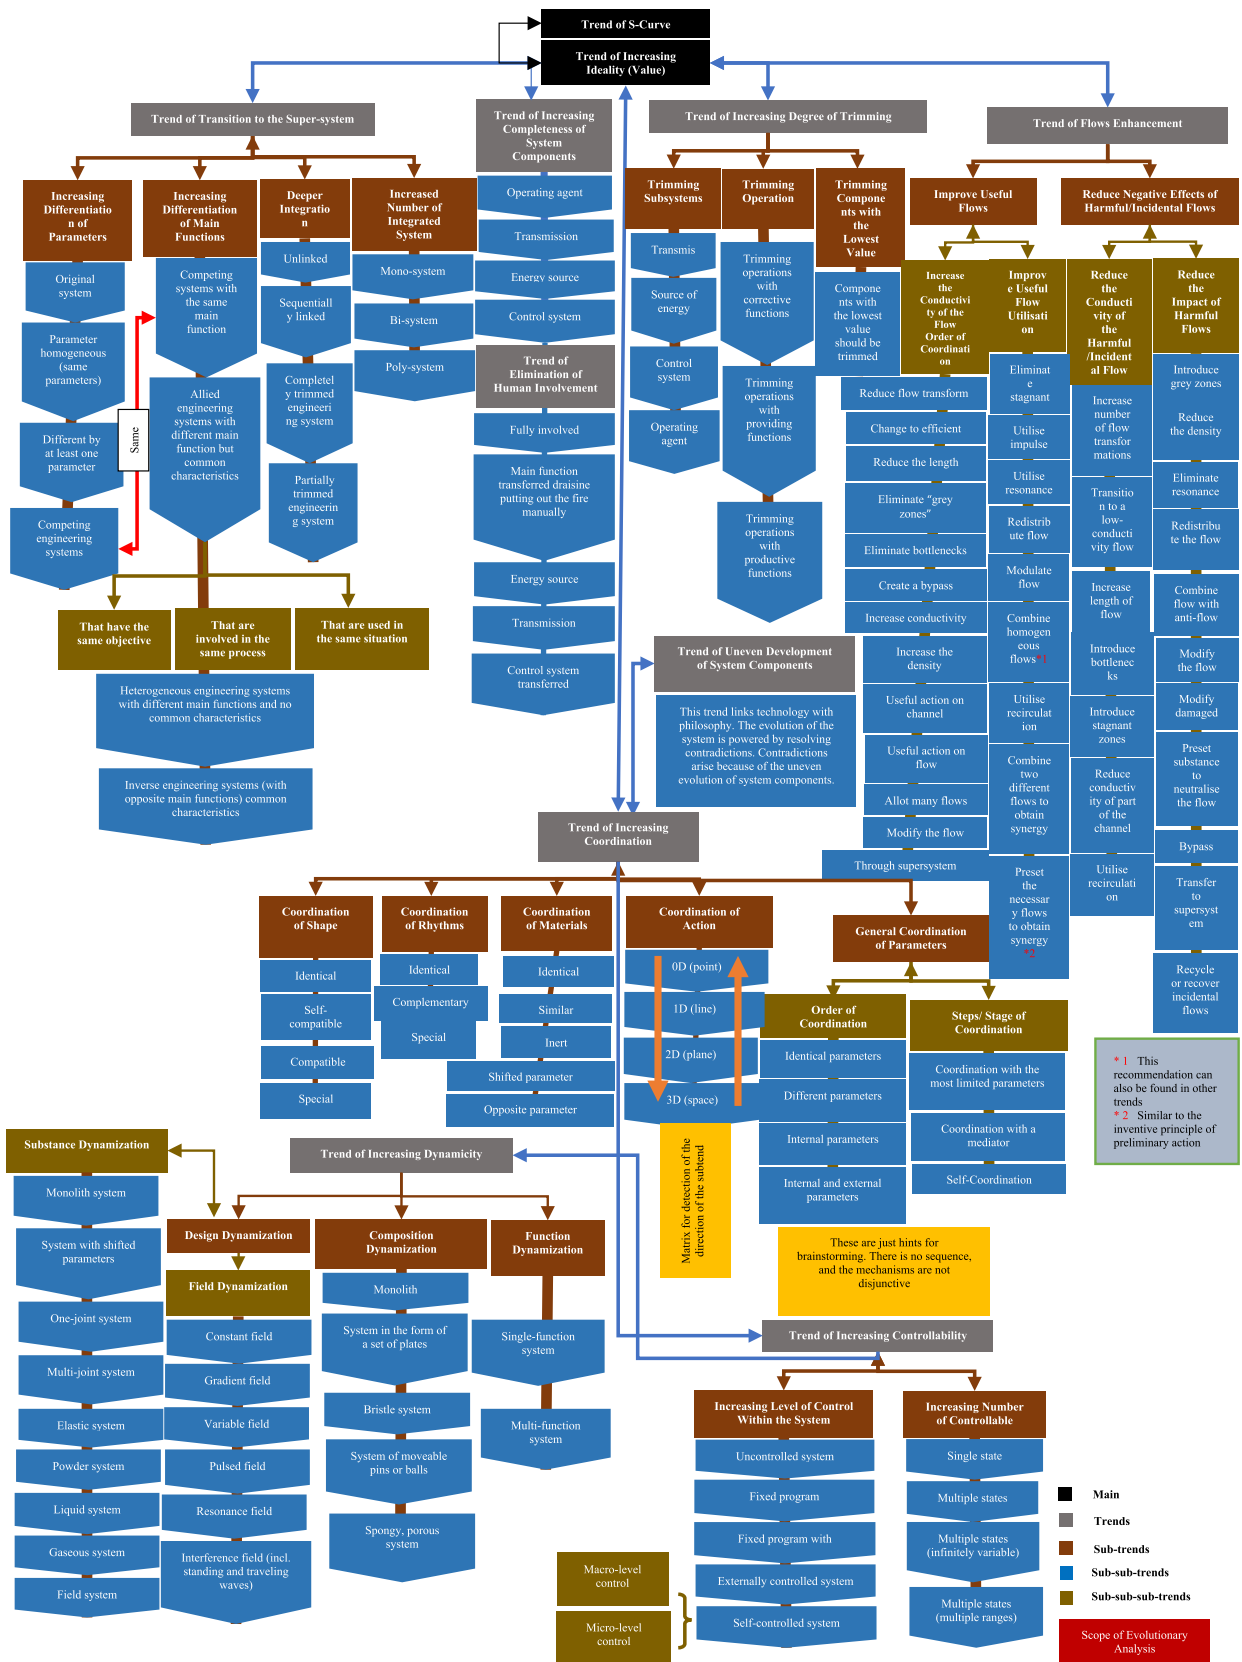 Trend of S-Curve
Trend of Increasing
Ideality (Value)
Trend of Transition to the Super-system
Increasing
Differentiatio
n of
Parameters
Original
system
Parameter
homogeneous
(same
parameters)
Different by
at least one
parameter
Competing
engineering
systems
Same
Increasing
Differentiation
of Main
Functions
Competing
systems with
the same
main
function
Allied
engineering
systems with
different main
function but
common
characteristics
That have the
same objective
That are
involved in the
same process
That are used in
the same situation
Heterogeneous engineering systems
with different main functions and no
common characteristics
Inverse engineering systems (with
opposite main functions) common
characteristics
Deeper
Integratio
n
Unlinked
Sequentiall
y linked
Completel
y trimmed
engineeri
ng system
Partially
trimmed
engineerin
g system
Increased
Number of
Integrated
System
Mono-system
Bi-system
Poly-system
Trend of Increasing
Completeness of
System
Components
Operating agent
Transmission
Energy source
Control system
Trend of
Elimination of
Human Involvement
Fully involved
Main function
transferred draisine
putting out the fire
manually
Energy source
Transmission
Control system
transferred
Trend of Increasing Degree of Trimming
Trimming
Subsystems
Transmis
Source of
energy
Control
system
Operating
agent
Trimming
Operation
Trimming
operations
with
corrective
functions
Trimming
operations
with
providing
functions
Trimming
operations
with
productive
functions
Trimming
Compone
nts with
the
Lowest
Value
Compone
nts with
the lowest
value
should be
trimmed
Trend of Flows Enhancement
Improve Useful
Flows
Increase
the
Conductivi
ty of the
Flow
Order of
Coordinati
on
Reduce flow transform
Change to efficient
Reduce the length
Eliminate “grey
zones”
Eliminate bottlenecks
Create a bypass
Increase conductivity
Increase the
density
Useful action on
channel
Useful action on
flow
Allot many flows
Modify the flow
Through supersystem
Improv
e Useful
Flow
Utilisati
on
Eliminat
e
stagnant
Utilise
impulse
Utilise
resonance
Redistrib
ute flow
Modulate
flow
Combine
homogen
eous
flows*1
Utilise
recirculat
ion
Combine
two
different
flows to
obtain
synergy
Preset
the
necessar
y flows
to obtain
synergy
*2
Reduce Negative Effects of
Harmful/Incidental Flows
Reduce
the
Conducti
vity of
the
Harmful
/Incident
al Flow
Increase
number
of flow
transfor
mations
Transitio
n to a
low-
conducti
vity flow
Increase
length of
flow
Introduce
bottlenec
ks
Introduce
stagnant
zones
Reduce
conductiv
ity of part
of the
channel
Utilise
recirculati
on
Reduce
the
Impact of
Harmful
Flows
Introduce
grey zones
Reduce
the density
Eliminate
resonance
Redistribu
te the flow
Combine
flow with
anti-flow
Modify
the flow
Modify
damaged
Preset
substance
to
neutralise
the flow
Bypass
Transfer
to
supersyst
em
Recycle
or recover
incidental
flows
Trend of Uneven Development
of System Components
This trend links technology with
philosophy. The evolution of the
system is powered by resolving
contradictions. Contradictions
arise because of the uneven
evolution of system components.
Trend of Increasing
Coordination
Coordination
of Shape
Identical
Self-
compatible
Compatible
Special
Coordination
of Rhythms
Identical
Complementary
Special
Coordination
of Materials
Identical
Similar
Inert
Shifted parameter
Opposite parameter
Coordination of
Action
0D (point)
1D (line)
2D (plane)
3D (space)
Matrix for detection of the
direction of the subtend
General Coordination
of Parameters
Order of
Coordination
Identical parameters
Different parameters
Internal parameters
Internal and external
parameters
Steps/ Stage of
Coordination
Coordination with the
most limited parameters
Coordination with a
mediator
Self-Coordination
These are just hints for
brainstorming. There is no sequence,
and the mechanisms are not
disjunctive
* 1 This
recommendation can
also be found in other
trends
* 2 Similar to the
inventive principle of
preliminary action
Trend of Increasing Dynamicity
Substance Dynamization
Monolith system
System with shifted
parameters
One-joint system
Multi-joint system
Elastic system
Powder system
Liquid system
Gaseous system
Field system
Design Dynamization
Field Dynamization
Constant field
Gradient field
Variable field
Pulsed field
Resonance field
Interference field (incl.
standing and traveling
waves)
Composition
Dynamization
Monolith
System in the form of
a set of plates
Bristle system
System of moveable
pins or balls
Spongy, porous
system
Function
Dynamization
Single-function
system
Multi-function
system
Trend of Increasing Controllability
Increasing Level of Control
Within the System
Uncontrolled system
Fixed program
Fixed program with
Externally controlled system
Self-controlled system
Macro-level
control
Micro-level
control
Increasing Number
of Controllable
Single state
Multiple states
Multiple states
(infinitely variable)
Multiple states
(multiple ranges)
Main
Trends
Sub-trends
Sub-sub-trends
Sub-sub-sub-trends
Scope of Evolutionary
Analysis